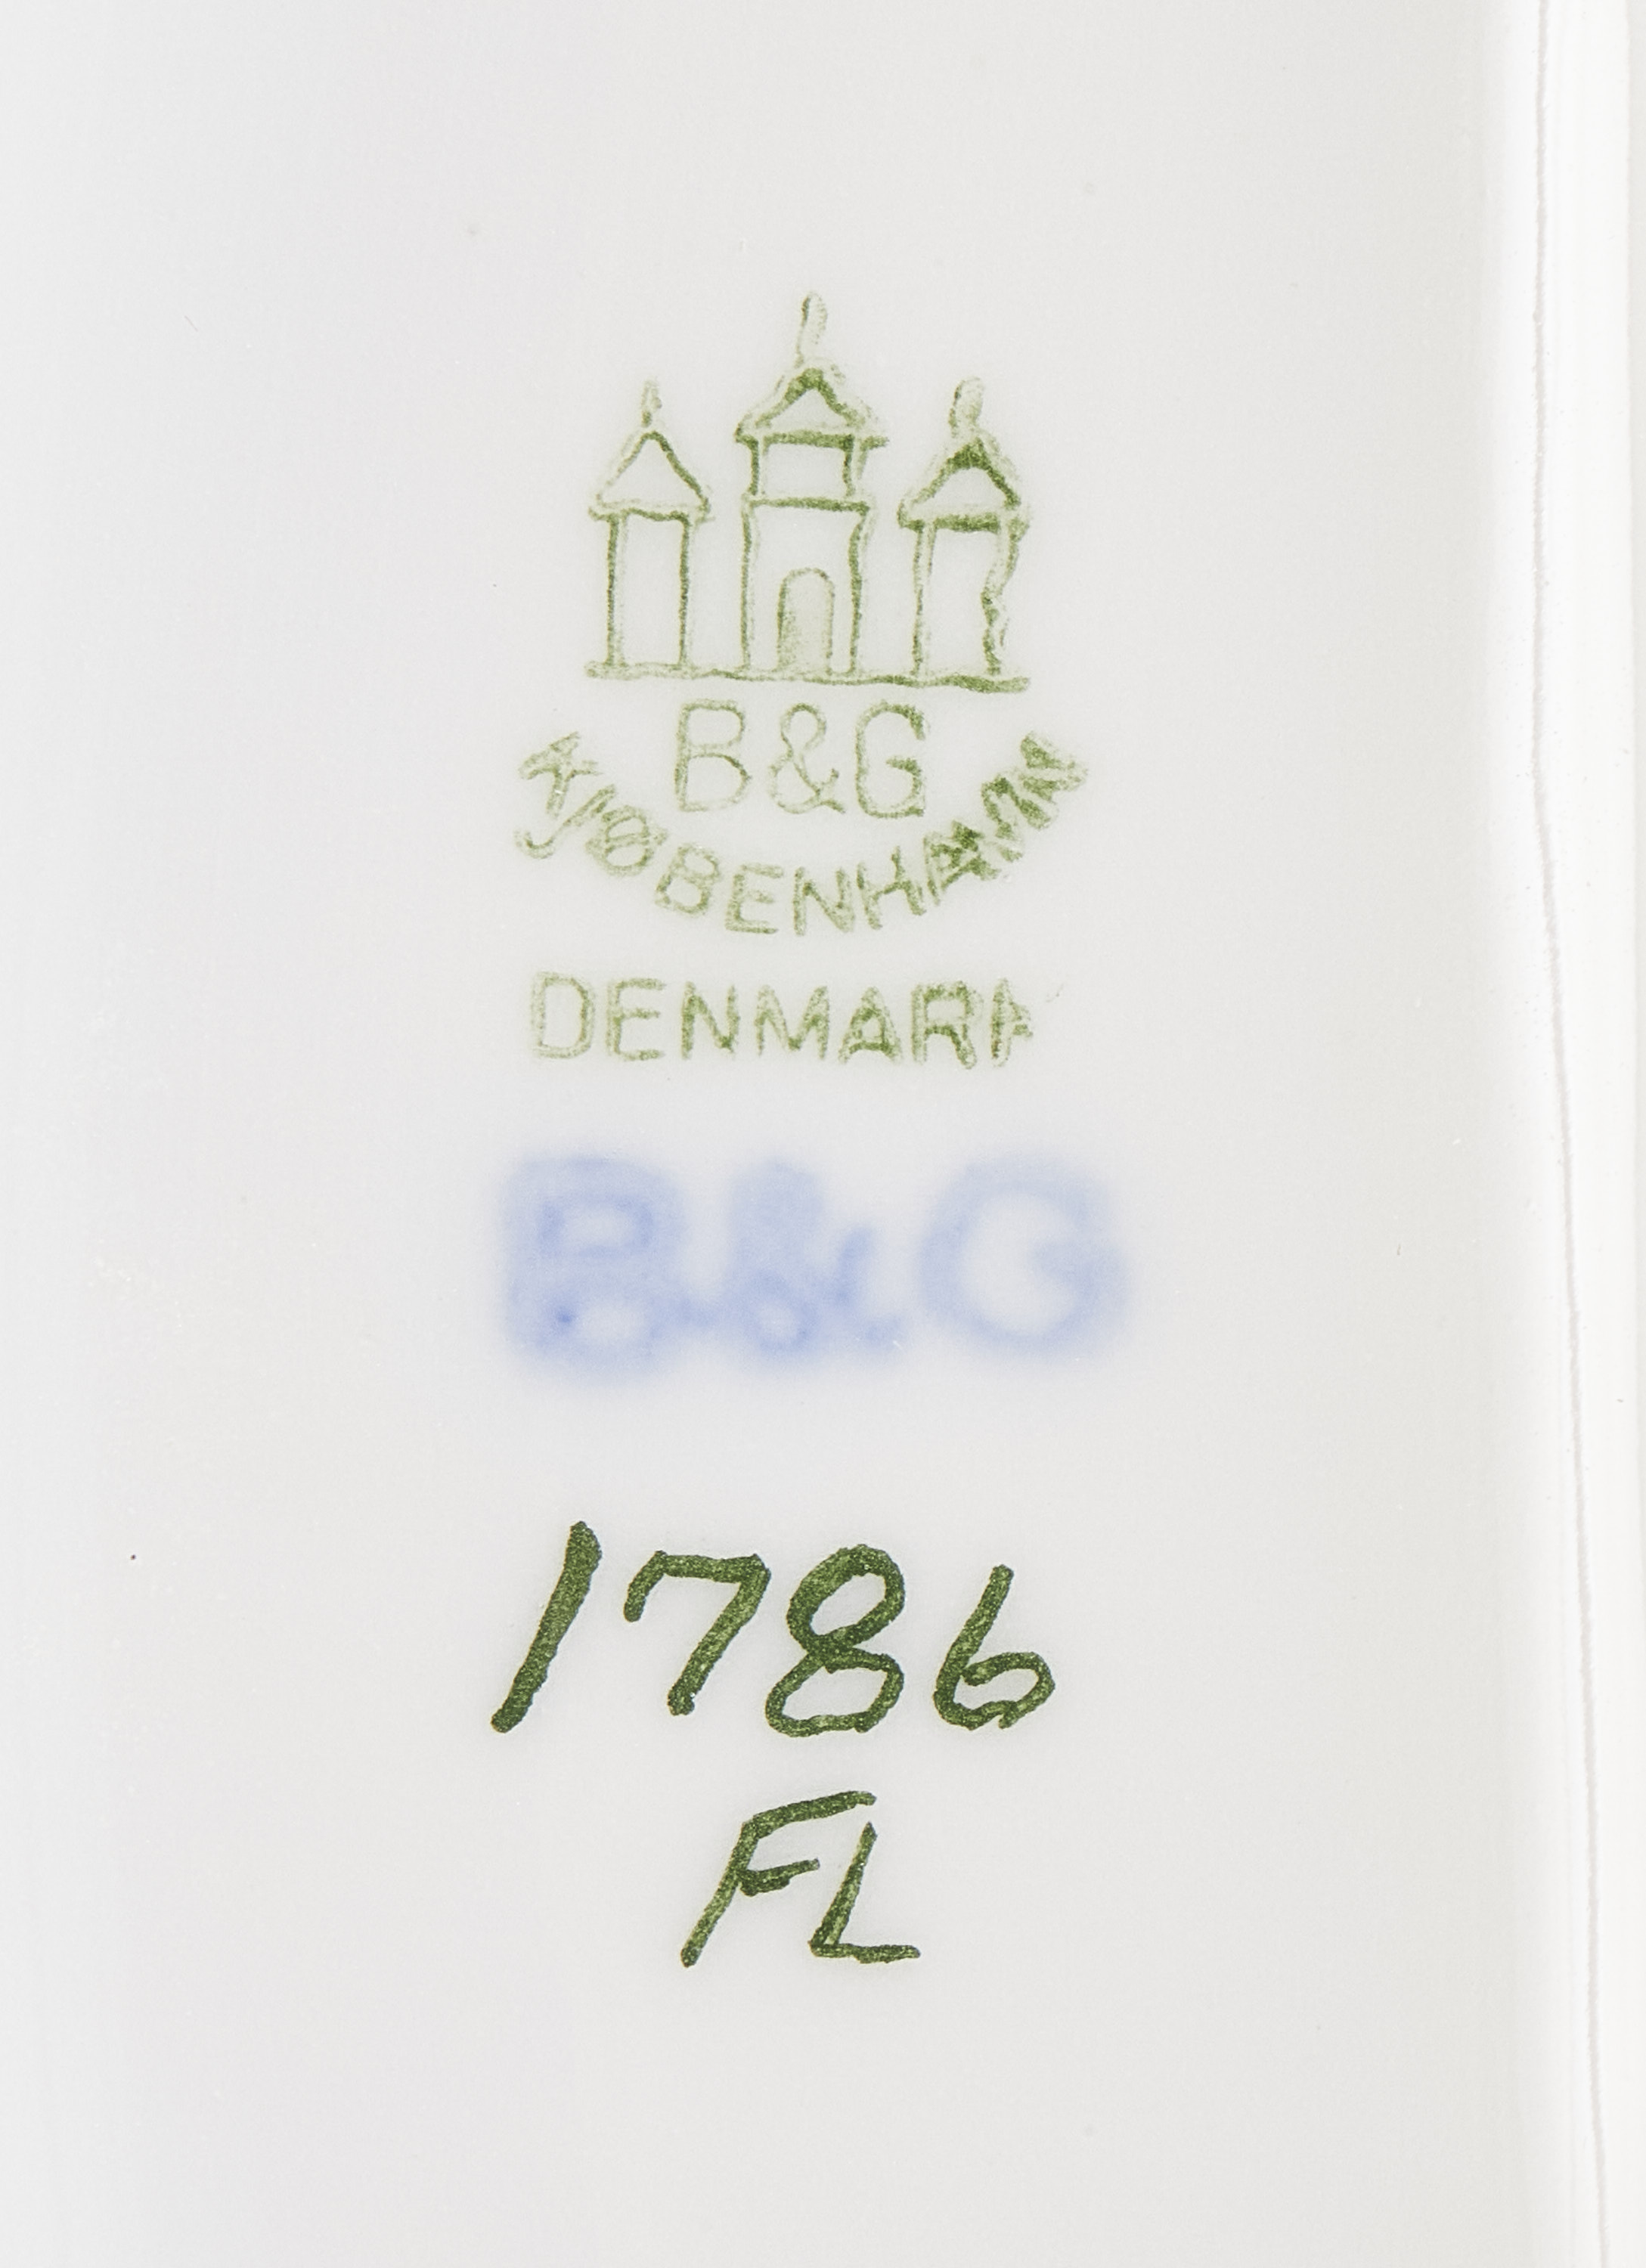 B&G
KJØBENHAVN
DENMARK
B&G
1786
FL